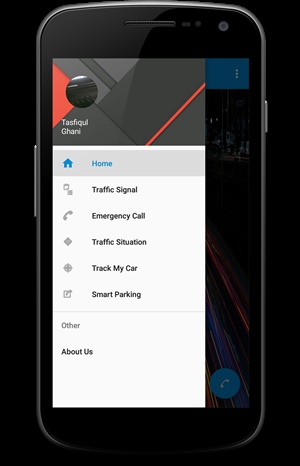 Tasfiqul
Ghani
Home
Traffic Signal
Emergency Call
Traffic Situation
Track My Car
Smart Parking
Other
About Us